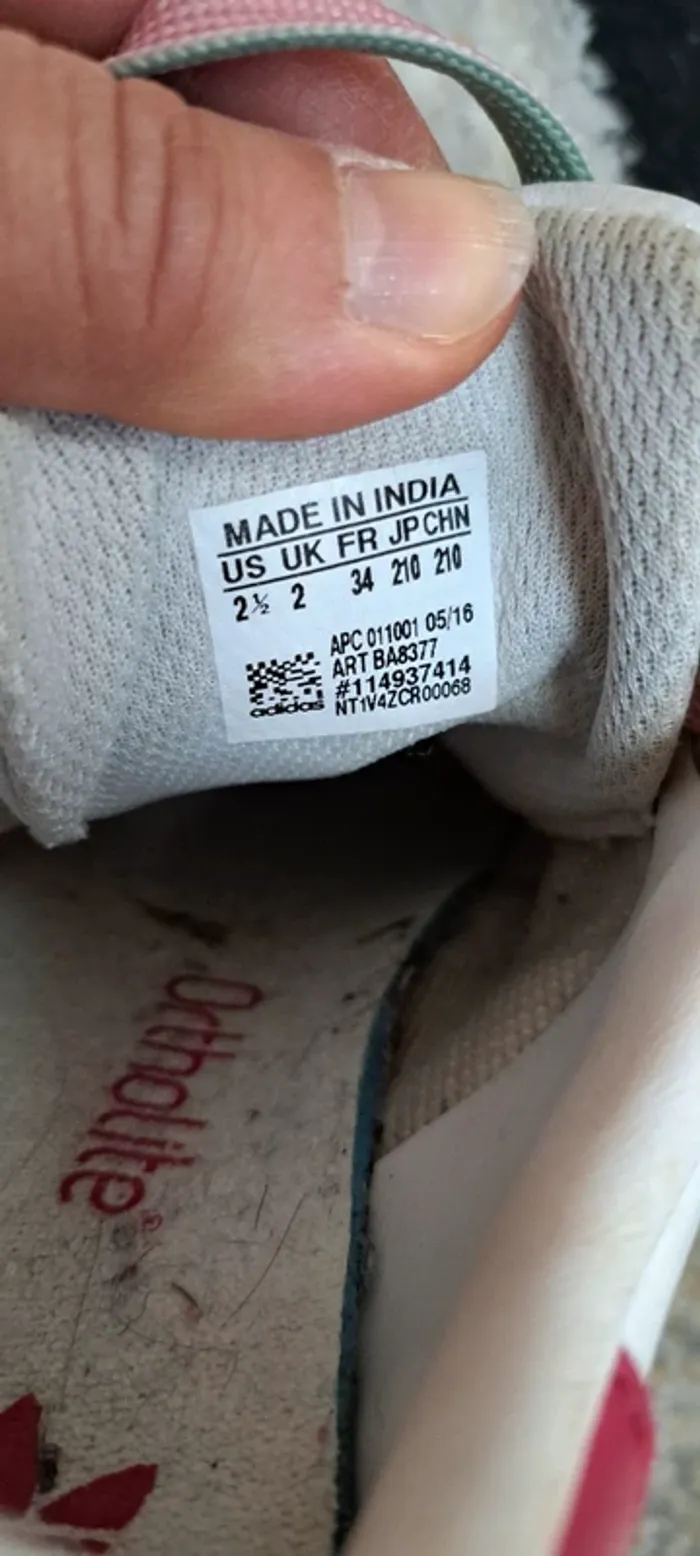 MADE IN INDIA
US UK FR JP CHN
2½ 2 34 210 210
APC 011001 05/16
ART BA8377
#114937414
NT1V4ZCR00068
adidas
Ortholite®